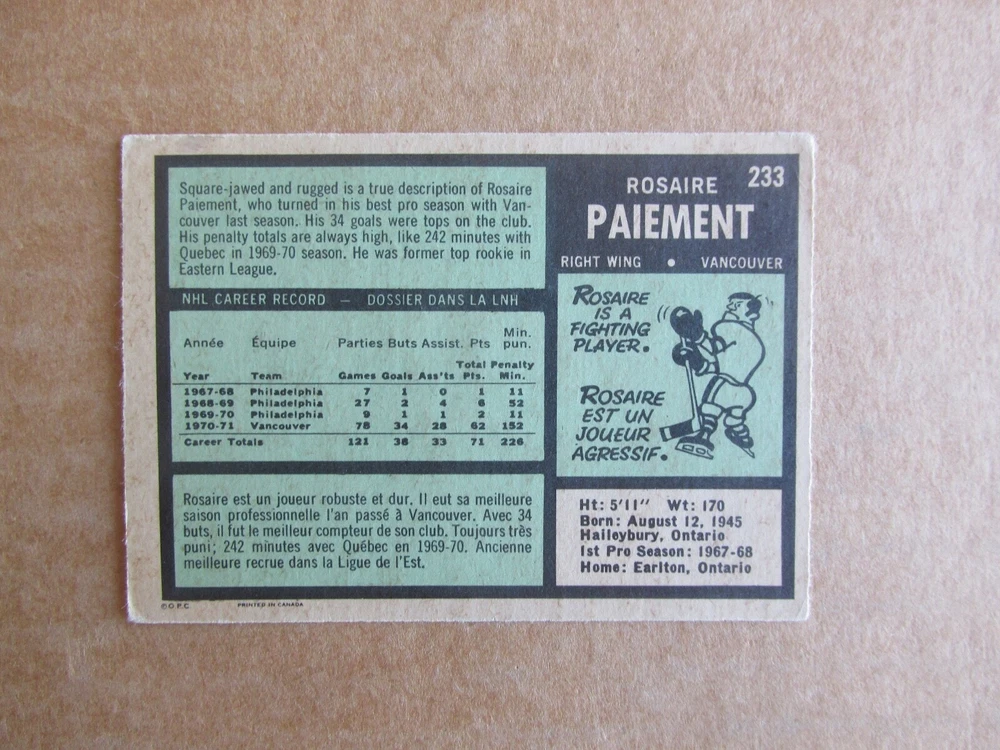 Square-jawed and rugged is a true description of Rosaire
Paiement, who turned in his best pro season with Van-
couver last season. His 34 goals were tops on the club.
His penalty totals are always high, like 242 minutes with
Quebec in 1969-70 season. He was former top rookie in
Eastern League.
NHL CAREER RECORD — DOSSIER DANS LA LNH
Année Équipe Parties Buts Assist. Pts Min. pun.
Year Team Games Goals Ass'ts Total Pts. Penalty Min.
1967-68 Philadelphia 7 1 0 1 11
1968-69 Philadelphia 27 2 4 6 52
1969-70 Philadelphia 9 1 1 2 11
1970-71 Vancouver 78 34 28 62 152
Career Totals 121 38 33 71 226
Rosaire est un joueur robuste et dur. Il eut sa meilleure
saison professionnelle l'an passé à Vancouver. Avec 34
buts, il fut le meilleur compteur de son club. Toujours très
puni; 242 minutes avec Québec en 1969-70. Ancienne
meilleure recrue dans la Ligue de l'Est.
©O.P.C. PRINTED IN CANADA
233
ROSAIRE
PAIEMENT
RIGHT WING • VANCOUVER
ROSAIRE
IS A
FIGHTING
PLAYER.
ROSAIRE
EST UN
JOUEUR
AGRESSIF.
Ht: 5'11" Wt: 170
Born: August 12, 1945
Haileybury, Ontario
1st Pro Season: 1967-68
Home: Earlton, Ontario